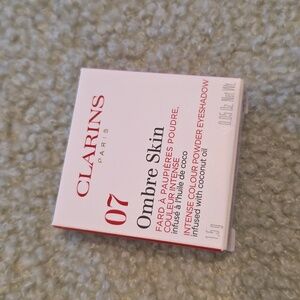 CLARINS
PARIS
07
Ombre Skin
FARD À PAUPIÈRES POUDRE,
COULEUR INTENSE
infusé à l'huile de coco
INTENSE COLOUR POWDER EYESHADOW
infused with coconut oil
1,5 g
0.05 Oz. Net Wt.